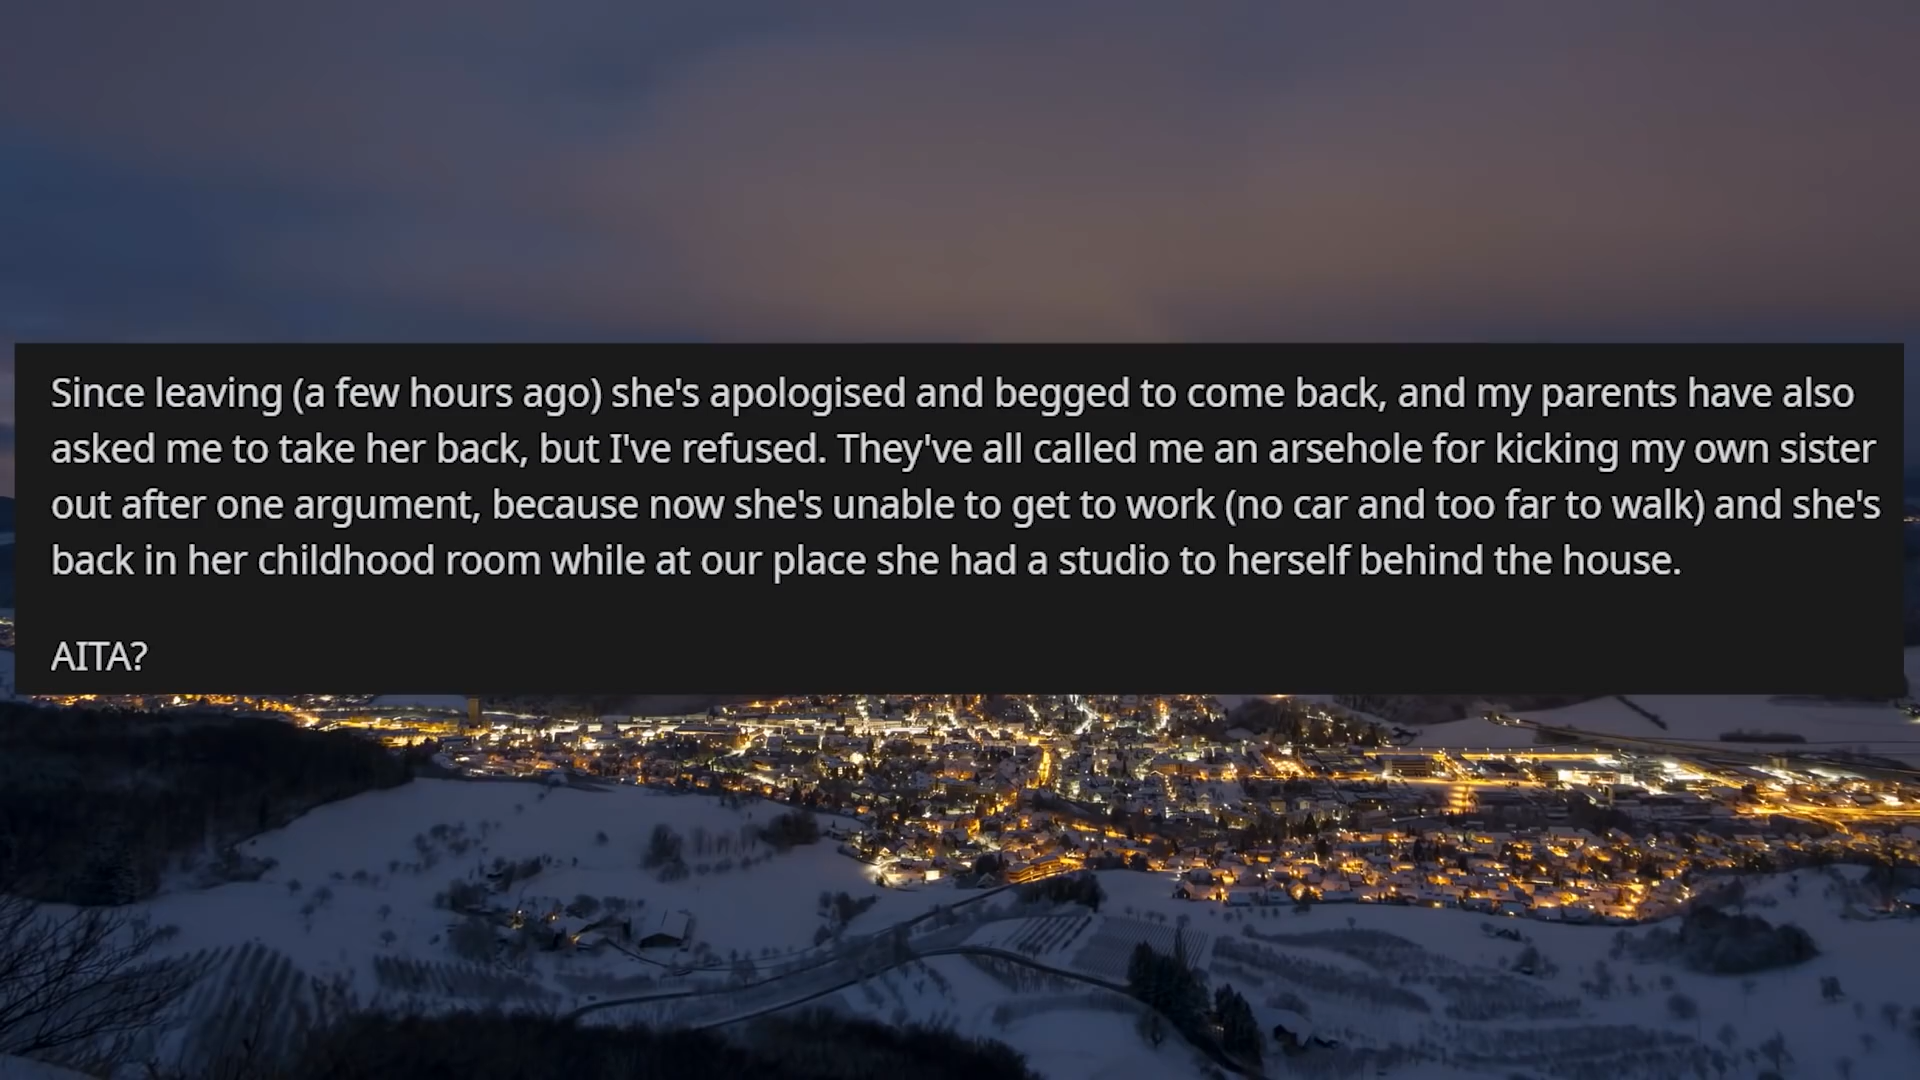 Since leaving (a few hours ago) she's apologised and begged to come back, and my parents have also
asked me to take her back, but I've refused. They've all called me an arsehole for kicking my own sister
out after one argument, because now she's unable to get to work (no car and too far to walk) and she's
back in her childhood room while at our place she had a studio to herself behind the house.
AITA?